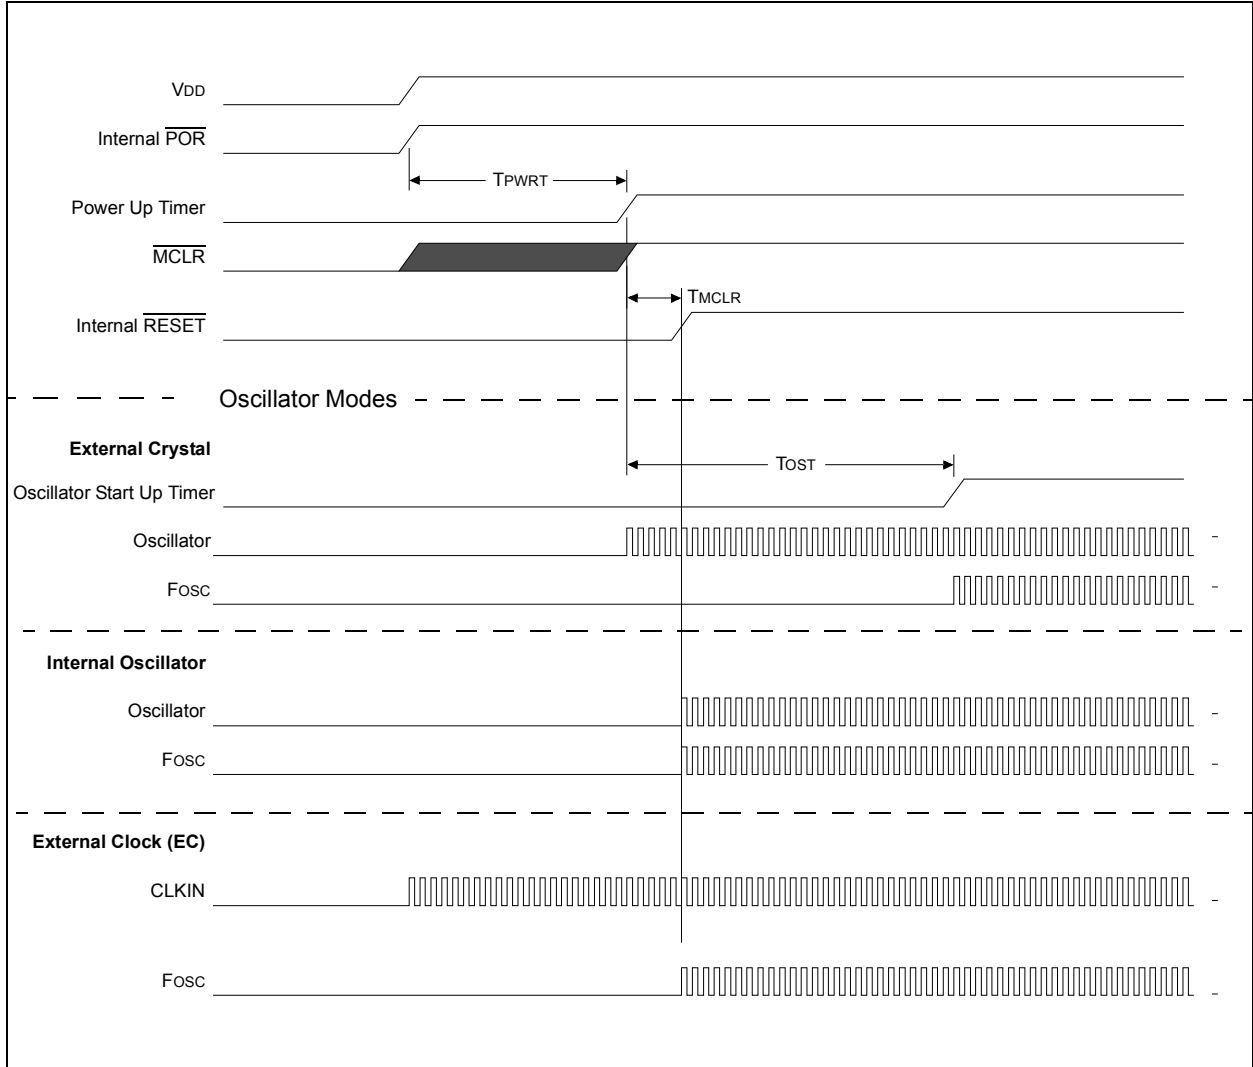 VDD
Internal POR
TPWRT
Power Up Timer
MCLR
TMCLR
Internal RESET
Oscillator Modes
External Crystal
TOST
Oscillator Start Up Timer
Oscillator
FOSC
Internal Oscillator
Oscillator
FOSC
External Clock (EC)
CLKIN
FOSC